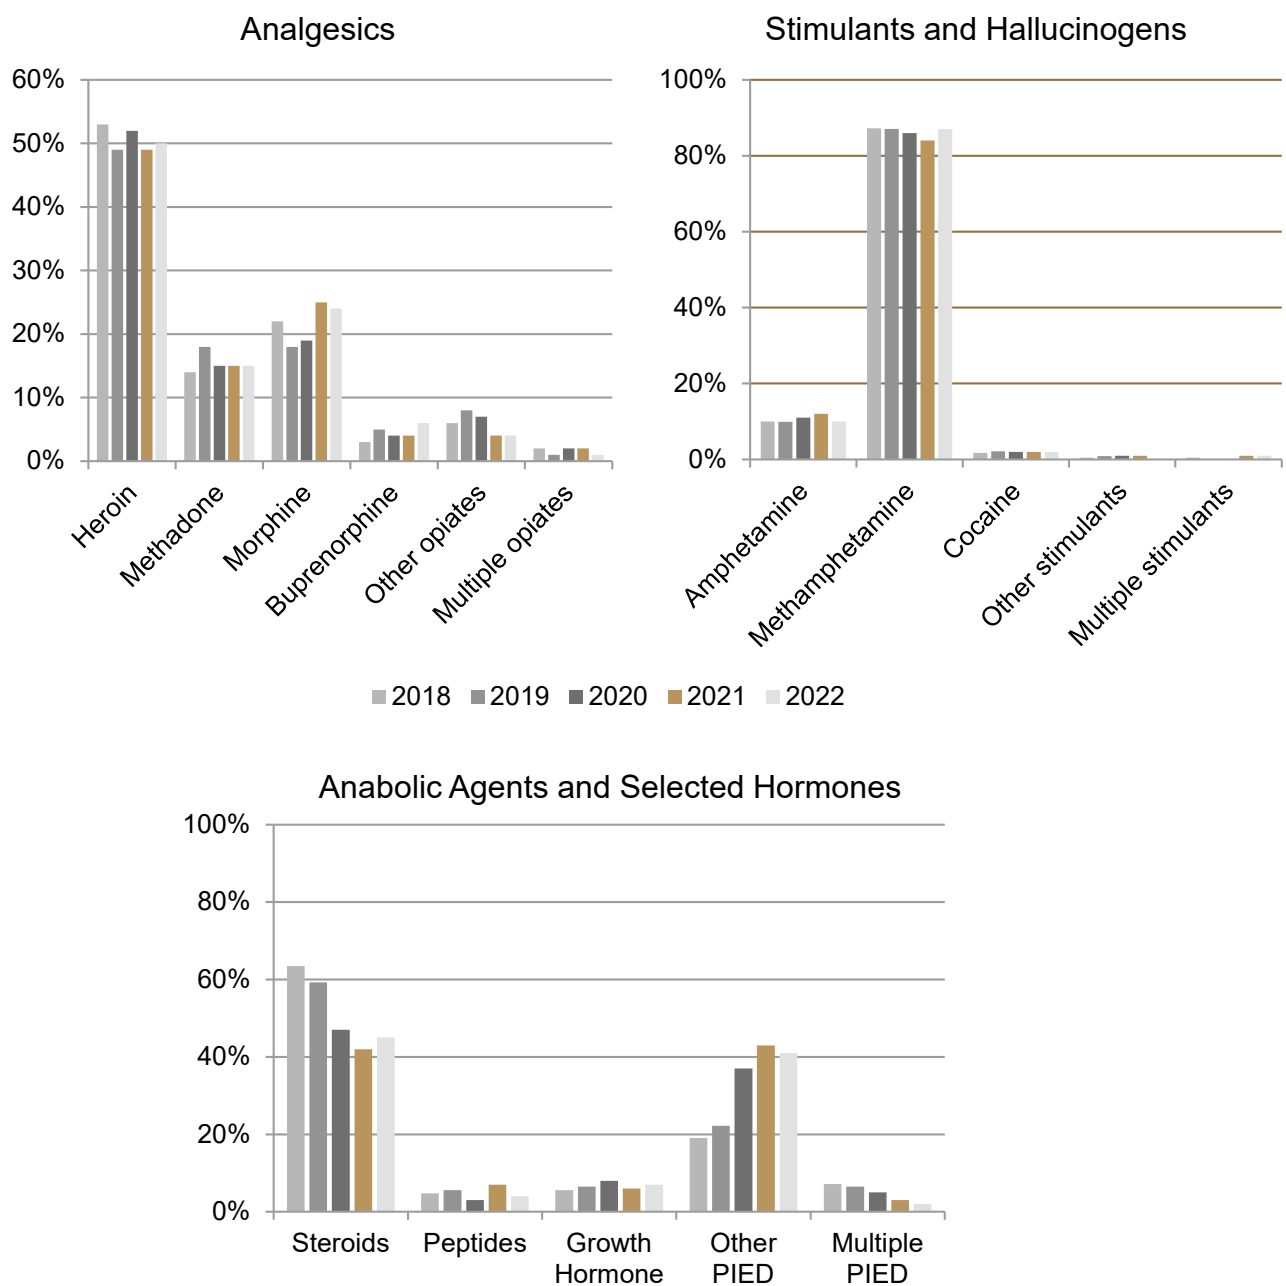 Analgesics
60%
50%
40%
30%
20%
10%
0%
Heroin
Methadone
Morphine
Buprenorphine
Other opiates
Multiple opiates
Stimulants and Hallucinogens
100%
80%
60%
40%
20%
0%
Amphetamine
Methamphetamine
Cocaine
Other stimulants
Multiple stimulants
2018 2019 2020 2021 2022
Anabolic Agents and Selected Hormones
100%
80%
60%
40%
20%
0%
Steroids
Peptides
Growth
Hormone
Other
PIED
Multiple
PIED